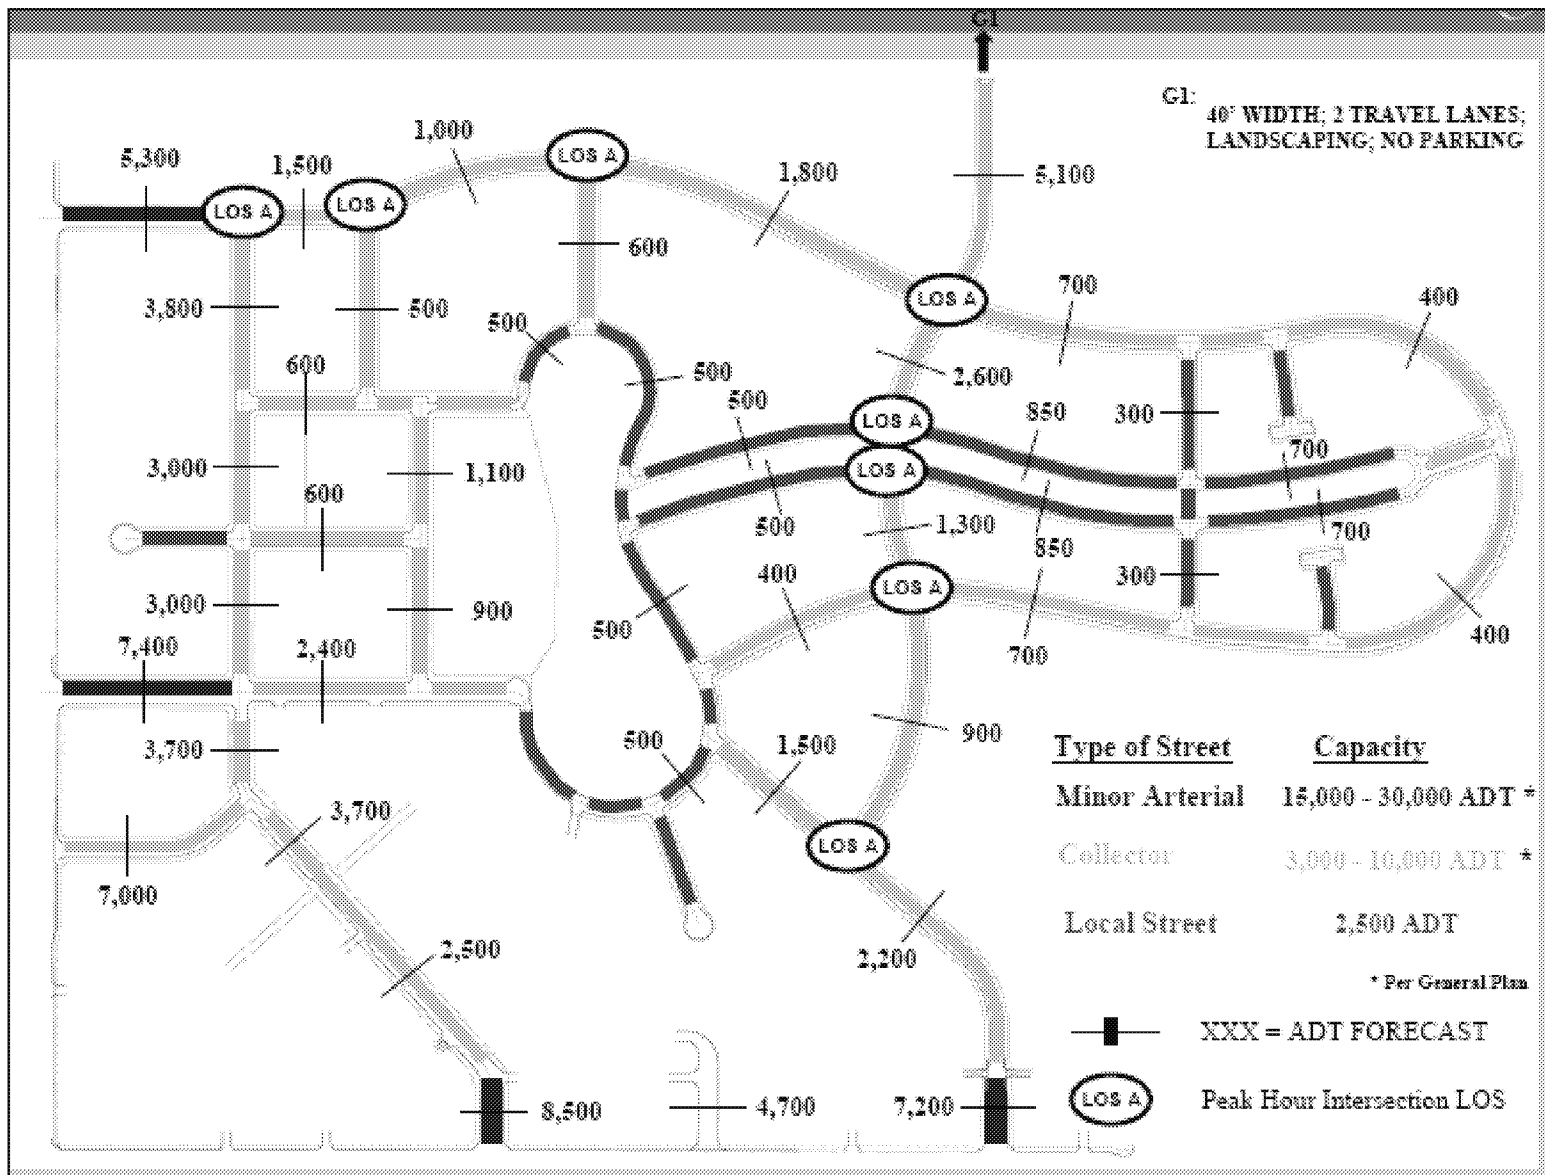 G1
G1:
40' WIDTH; 2 TRAVEL LANES;
LANDSCAPING; NO PARKING
1,000
5,300
1,500
LOS A
1,800
5,100
LOS A
LOS A
600
700
400
LOS A
3,800
500
500
600
500
2,600
500
850
300
LOS A
3,000
1,100
700
LOS A
600
500
1,300
700
850
400
300
3,000
900
LOS A
500
400
7,400
2,400
700
3,700
500
1,500
900
Type of Street
Capacity
Minor Arterial
15,000 - 30,000 ADT *
3,700
LOS A
Collector
3,000 - 10,000 ADT *
7,000
Local Street
2,500 ADT
2,500
2,200
* Per General Plan
XXX = ADT FORECAST
8,500
4,700
7,200
LOS A
Peak Hour Intersection LOS